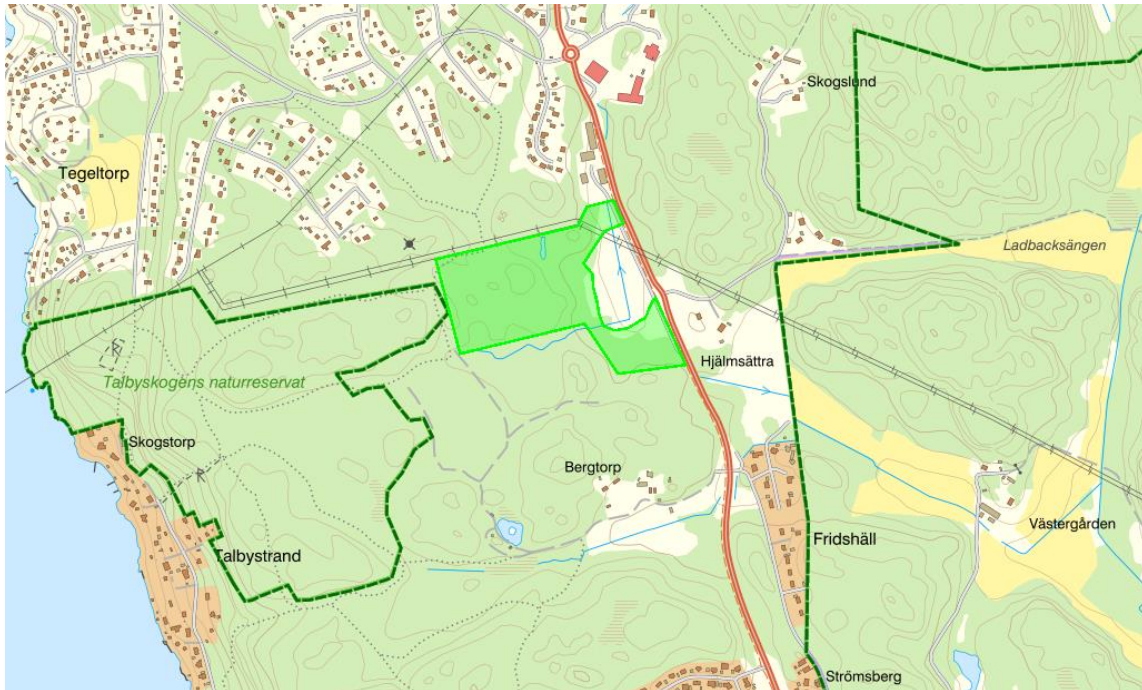 Skogslund
Tegeltorp
Ladbacksängen
Hjälmsättra
Talbyskogens naturreservat
Skogstorp
Bergtorp
Västergården
Fridshäll
Talbystrand
Strömsberg